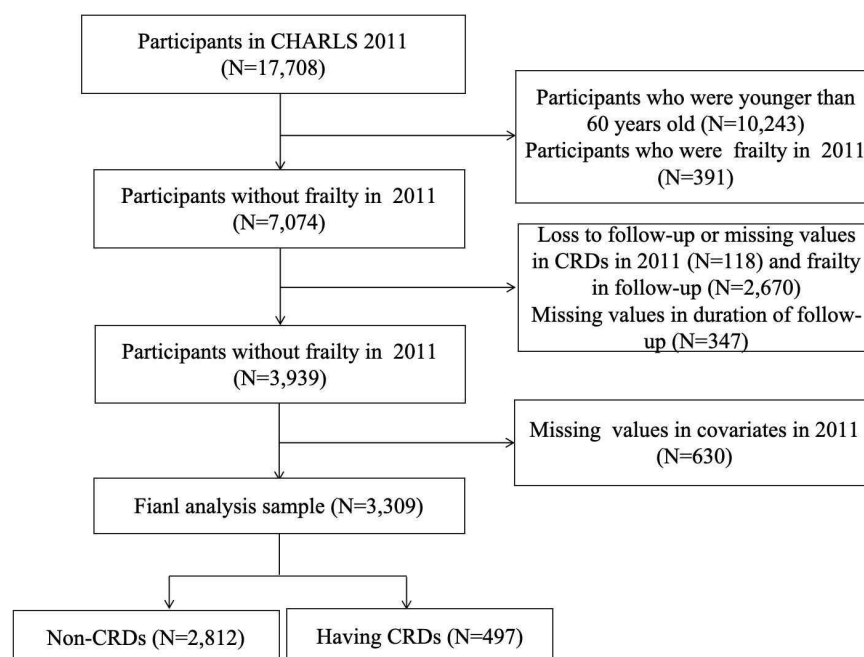 Participants in CHARLS 2011
(N=17,708)
Participants who were younger than
60 years old (N=10,243)
Participants who were  frailty in  2011
(N=391)
Participants without frailty in  2011
(N=7,074)
Loss to follow-up or missing values
in CRDs in 2011 (N=118) and frailty
in follow-up (N=2,670)
Missing values in duration of follow-
up (N=347)
Participants without frailty in  2011
(N=3,939)
Missing  values in covariates in 2011
(N=630)
Fianl analysis sample (N=3,309)
Non-CRDs (N=2,812)
Having CRDs (N=497)